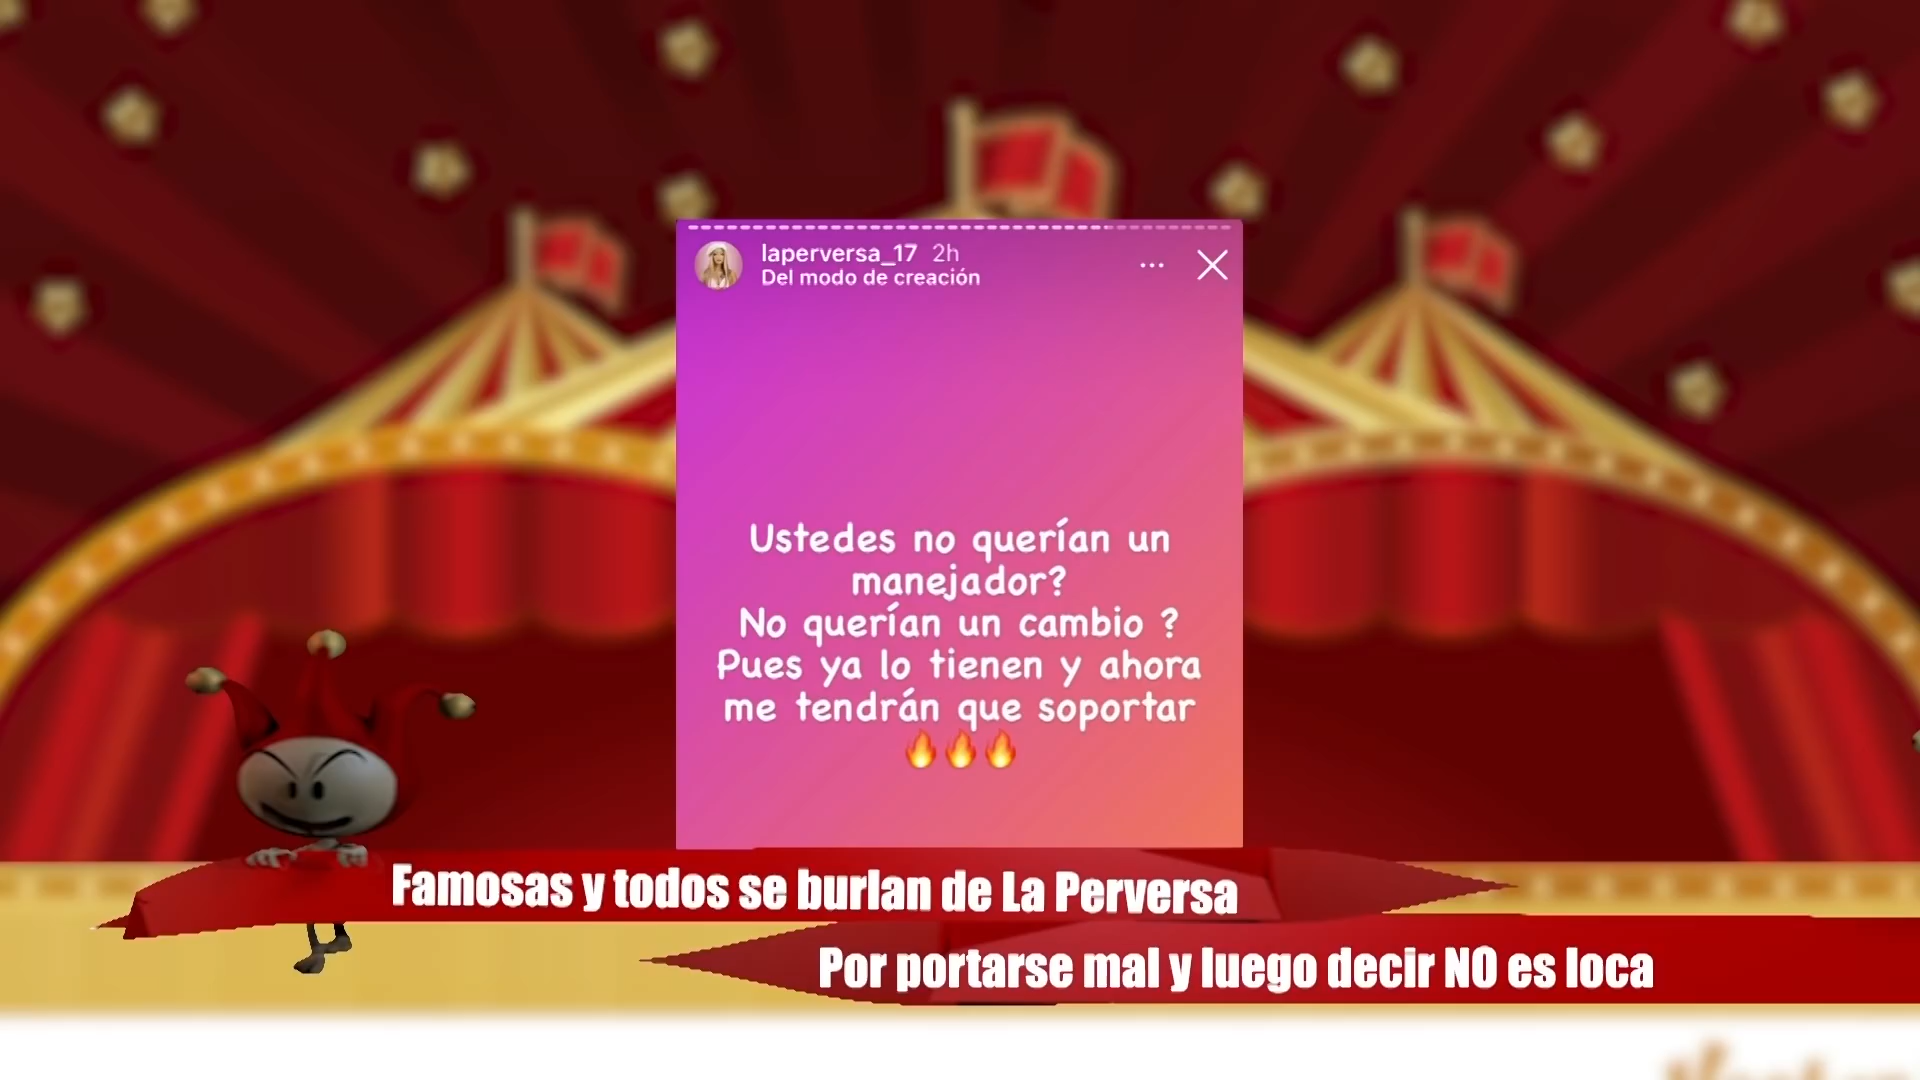 laperversa_17 2h
Del modo de creación
Ustedes no querían un
manejador?
No querían un cambio ?
Pues ya lo tienen y ahora
me tendrán que soportar
🔥🔥🔥
Famosas y todos se burlan de La Perversa
Por portarse mal y luego decir NO es loca